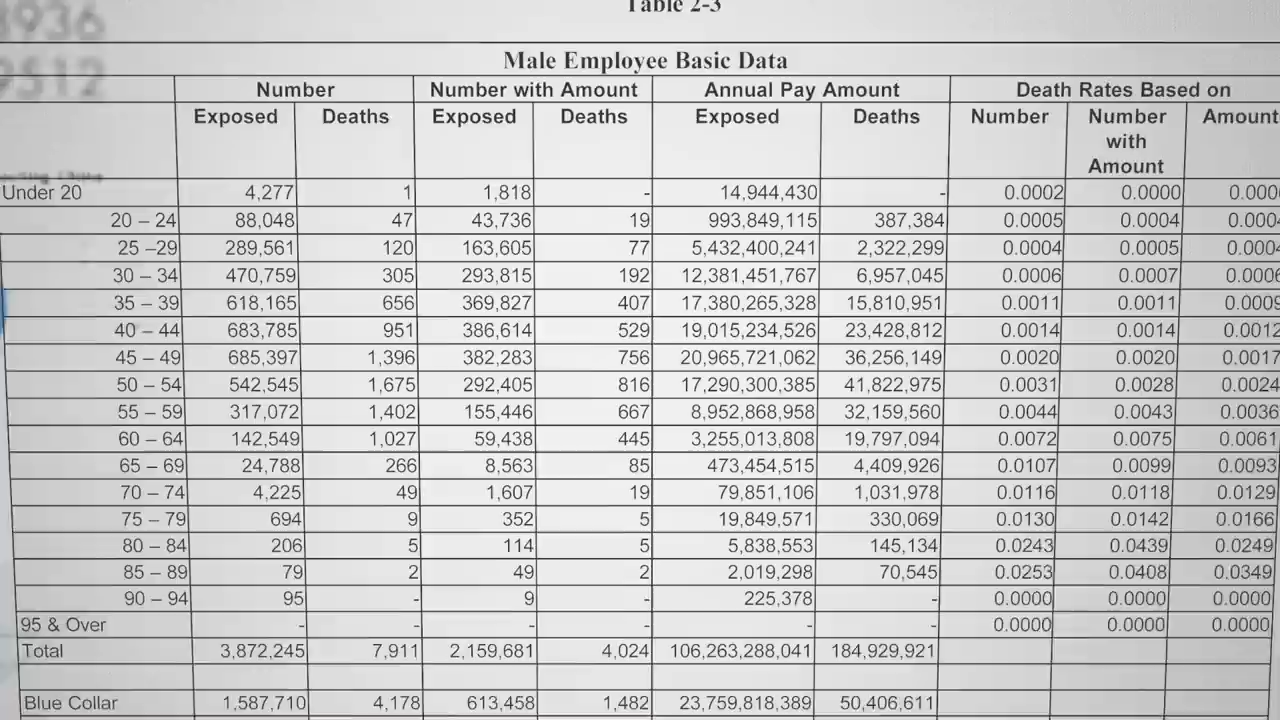 8936
9512
Table 2-3
Male Employee Basic Data
Number Number with Amount Annual Pay Amount Death Rates Based on
Exposed Deaths Exposed Deaths Exposed Deaths Number Number with Amount Amount
Under 20 4,277 1 1,818 - 14,944,430 - 0.0002 0.0000 0.000
20 – 24 88,048 47 43,736 19 993,849,115 387,384 0.0005 0.0004 0.0004
25 –29 289,561 120 163,605 77 5,432,400,241 2,322,299 0.0004 0.0005 0.0004
30 – 34 470,759 305 293,815 192 12,381,451,767 6,957,045 0.0006 0.0007 0.0006
35 – 39 618,165 656 369,827 407 17,380,265,328 15,810,951 0.0011 0.0011 0.0009
40 – 44 683,785 951 386,614 529 19,015,234,526 23,428,812 0.0014 0.0014 0.0012
45 – 49 685,397 1,396 382,283 756 20,965,721,062 36,256,149 0.0020 0.0020 0.0017
50 – 54 542,545 1,675 292,405 816 17,290,300,385 41,822,975 0.0031 0.0028 0.0024
55 – 59 317,072 1,402 155,446 667 8,952,868,958 32,159,560 0.0044 0.0043 0.0036
60 – 64 142,549 1,027 59,438 445 3,255,013,808 19,797,094 0.0072 0.0075 0.0061
65 – 69 24,788 266 8,563 85 473,454,515 4,409,926 0.0107 0.0099 0.0093
70 – 74 4,225 49 1,607 19 79,851,106 1,031,978 0.0116 0.0118 0.0129
75 – 79 694 9 352 5 19,849,571 330,069 0.0130 0.0142 0.0166
80 – 84 206 5 114 5 5,838,553 145,134 0.0243 0.0439 0.0249
85 – 89 79 2 49 2 2,019,298 70,545 0.0253 0.0408 0.0349
90 – 94 95 - 9 - 225,378 - 0.0000 0.0000 0.0000
95 & Over - - - - - - 0.0000 0.0000 0.0000
Total 3,872,245 7,911 2,159,681 4,024 106,263,288,041 184,929,921
Blue Collar 1,587,710 4,178 613,458 1,482 23,759,818,389 50,406,611